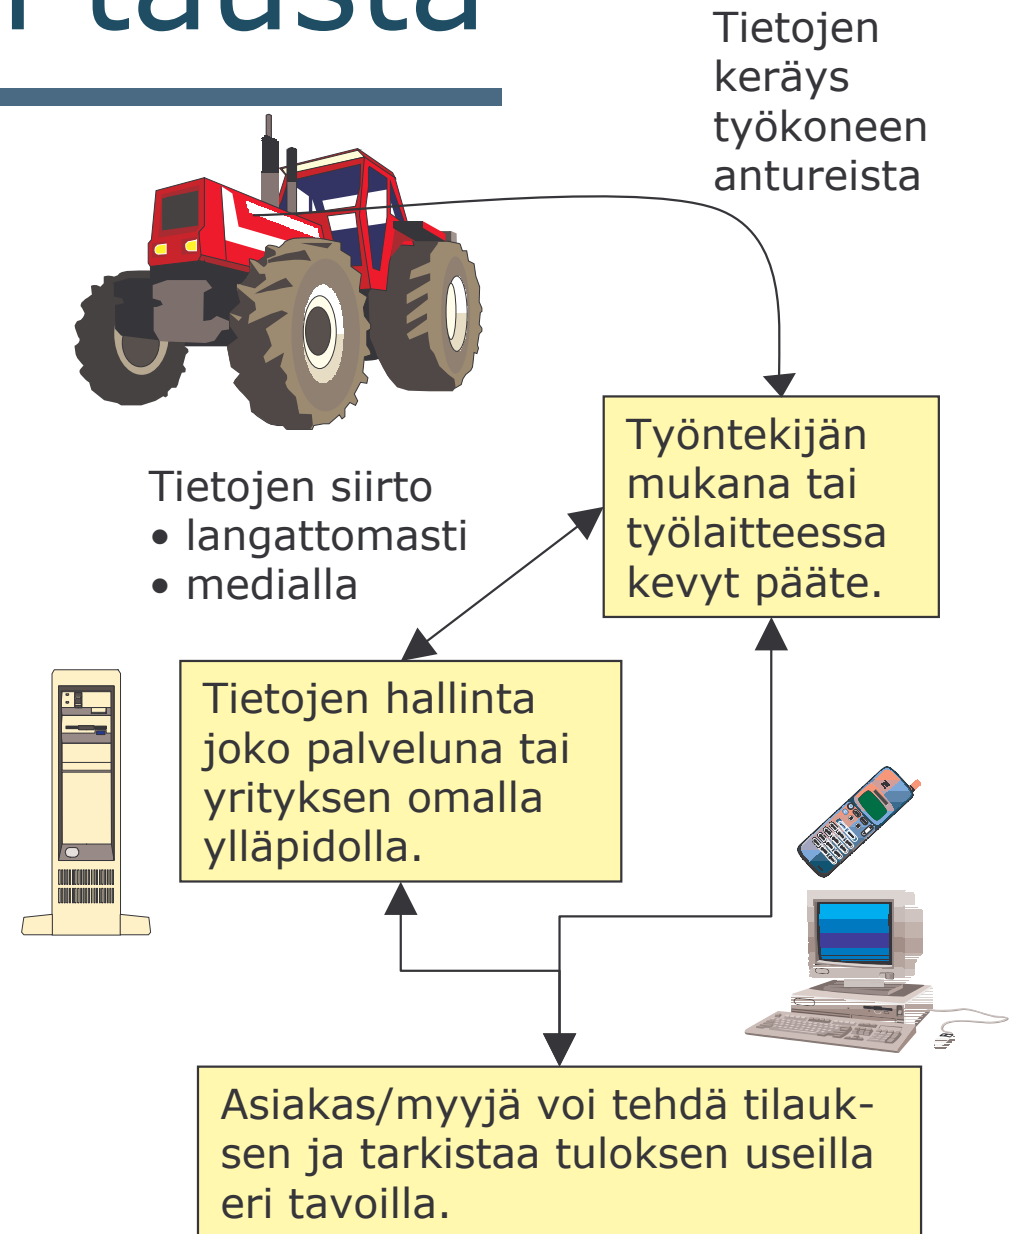 tausta
Tietojen
keräys
työkoneen
antureista
Työntekijän
mukana tai
työlaitteessa
kevyt pääte.
Tietojen siirto
• langattomasti
• medialla
Tietojen hallinta
joko palveluna tai
yrityksen omalla
ylläpidolla.
Asiakas/myyjä voi tehdä tilauk-
sen ja tarkistaa tuloksen useilla
eri tavoilla.